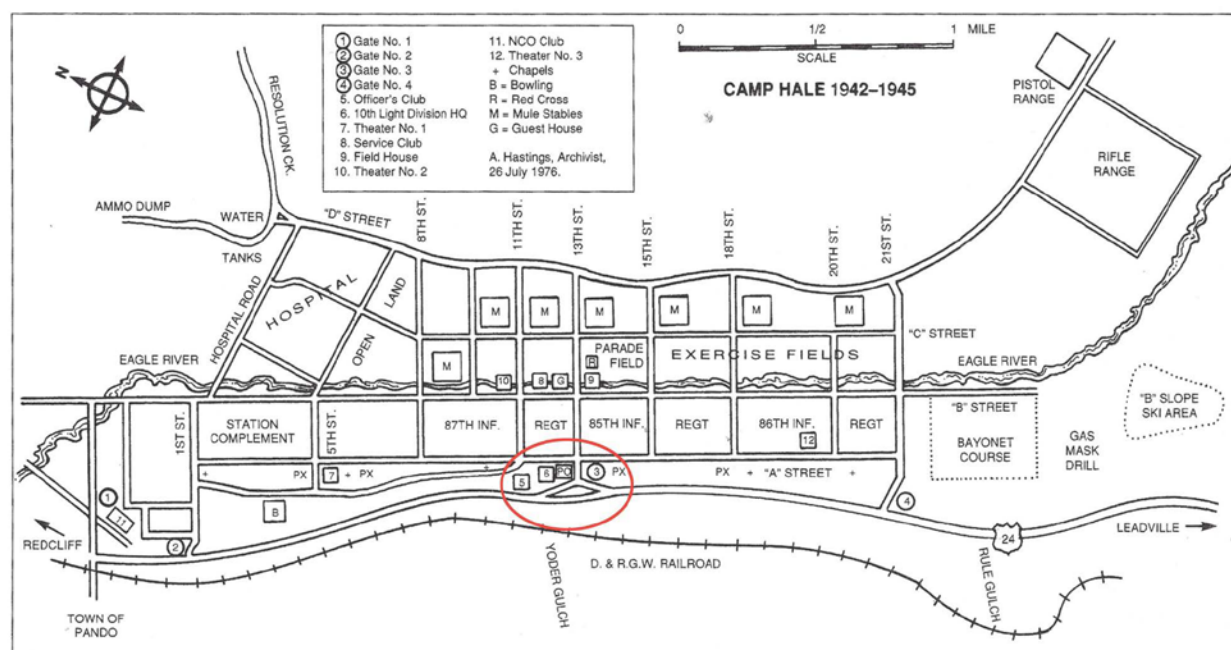 ① Gate No. 1
② Gate No. 2
③ Gate No. 3
④ Gate No. 4
5. Officer's Club
6. 10th Light Division HQ
7. Theater No. 1
8. Service Club
9. Field House
10. Theater No. 2
11. NCO Club
12. Theater No. 3
+ Chapels
B = Bowling
R = Red Cross
M = Mule Stables
G = Guest House
A. Hastings, Archivist,
26 July 1976.
0 1/2 1 MILE
SCALE
CAMP HALE 1942–1945
N
RESOLUTION CK.
PISTOL
RANGE
RIFLE
RANGE
AMMO DUMP
WATER
TANKS
"D" STREET
8TH ST.
11TH ST.
13TH ST.
15TH ST.
18TH ST.
20TH ST.
21ST ST.
HOSPITAL ROAD
HOSPITAL
OPEN LAND
M M M M M M
"C" STREET
EAGLE RIVER
M
PARADE
FIELD
R
EXERCISE FIELDS
EAGLE RIVER
10 8 G 9
1ST ST.
STATION
COMPLEMENT
5TH ST.
87TH INF.
REGT
85TH INF.
REGT
86TH INF.
12
REGT
"B" STREET
BAYONET
COURSE
GAS
MASK
DRILL
"B" SLOPE
SKI AREA
+ PX 7 + PX +
5 6 PO 3 PX
PX + "A" STREET +
1
11
2
B
4
REDCLIFF
TOWN OF
PANDO
YODER GULCH
D. & R.G.W. RAILROAD
24
RULE GULCH
LEADVILLE